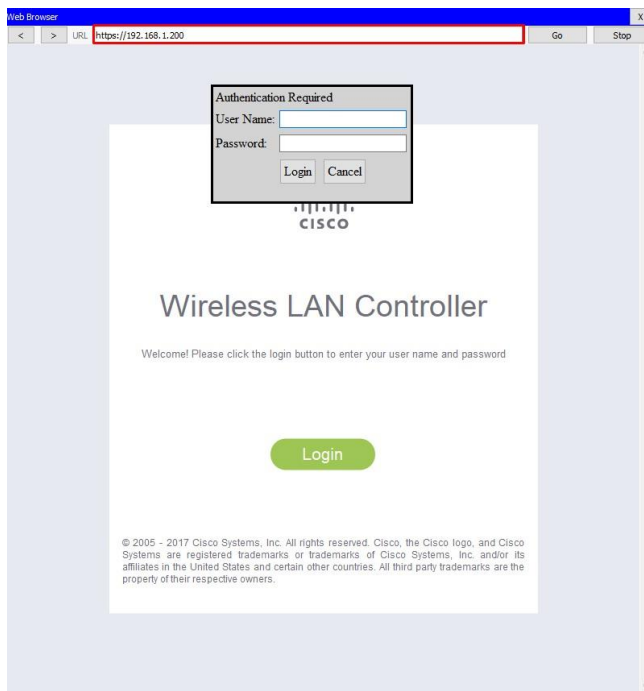 Web Browser X
< > URL https://192.168.1.200 Go Stop
Authentication Required
User Name:
Password:
Login Cancel
CISCO
Wireless LAN Controller
Welcome! Please click the login button to enter your user name and password
Login
© 2005 - 2017 Cisco Systems, Inc. All rights reserved. Cisco, the Cisco logo, and Cisco
Systems are registered trademarks or trademarks of Cisco Systems, Inc. and/or its
affiliates in the United States and certain other countries. All third party trademarks are the
property of their respective owners.